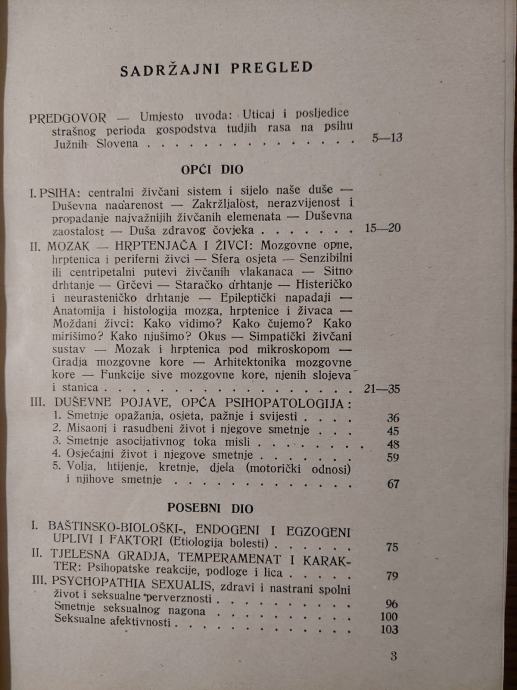 SADRŽAJNI PREGLED
PREDGOVOR — Umjesto uvoda: Uticaj i posljedice
strašnog perioda gospodstva tudjih rasa na psihu
Južnih Slovena . . . . . . . . . . . . . . 5—13
OPĆI DIO
I. PSIHA: centralni živčani sistem i sijelo naše duše —
Duševna nadarenost — Zakržljalost, nerazvijenost i
propadanje najvažnijih živčanih elemenata — Duševna
zaostalost — Duša zdravog čovjeka . . . . . . 15—20
II. MOZAK — HRPTENJAČA I ŽIVCI: Mozgovne opne,
hrptenica i periferni živci — Sfera osjeta — Senzibilni
ili centripetalni putevi živčanih vlakanaca — Sitno
drhtanje — Grčevi — Staračko drhtanje — Histeričko
i neurasteničko drhtanje — Epileptički napadaji —
Anatomija i histologija mozga, hrptenice i živaca —
Moždani živci: Kako vidimo? Kako čujemo? Kako
mirišimo? Kako njušimo? Okus — Simpatički živčani
sustav — Mozak i hrptenica pod mikroskopom —
Gradja mozgovne kore — Arhitektonika mozgovne
kore — Funkcije sive mozgovne kore, njenih slojeva
i stanica . . . . . . . . . . . . . . . . . . 21—35
III. DUŠEVNE POJAVE, OPĆA PSIHOPATOLOGIJA:
1. Smetnje opažanja, osjeta, pažnje i svijesti . . . . 36
2. Misaoni i rasudbeni život i njegove smetnje . . . . 45
3. Smetnje asocijativnog toka misli . . . . . . . 48
4. Osjećajni život i njegove smetnje . . . . . . . 59
5. Volja, htijenje, kretnje, djela (motorički odnosi)
i njihove smetnje . . . . . . . . . . . . . 67
POSEBNI DIO
I. BAŠTINSKO-BIOLOŠKI-, ENDOGENI I EGZOGENI
UPLIVI I FAKTORI (Etiologija bolesti) . . . . . . 75
II. TJELESNA GRADJA, TEMPERAMENAT I KARAK-
TER: Psihopatske reakcije, podloge i lica . . . . . 79
III. PSYCHOPATHIA SEXUALIS, zdravi i nastrani spolni
život i seksualne perverznosti . . . . . . . . . 96
Smetnje seksualnog nagona . . . . . . . . . . 100
Seksualne afektivnosti . . . . . . . . . . . . 103
3